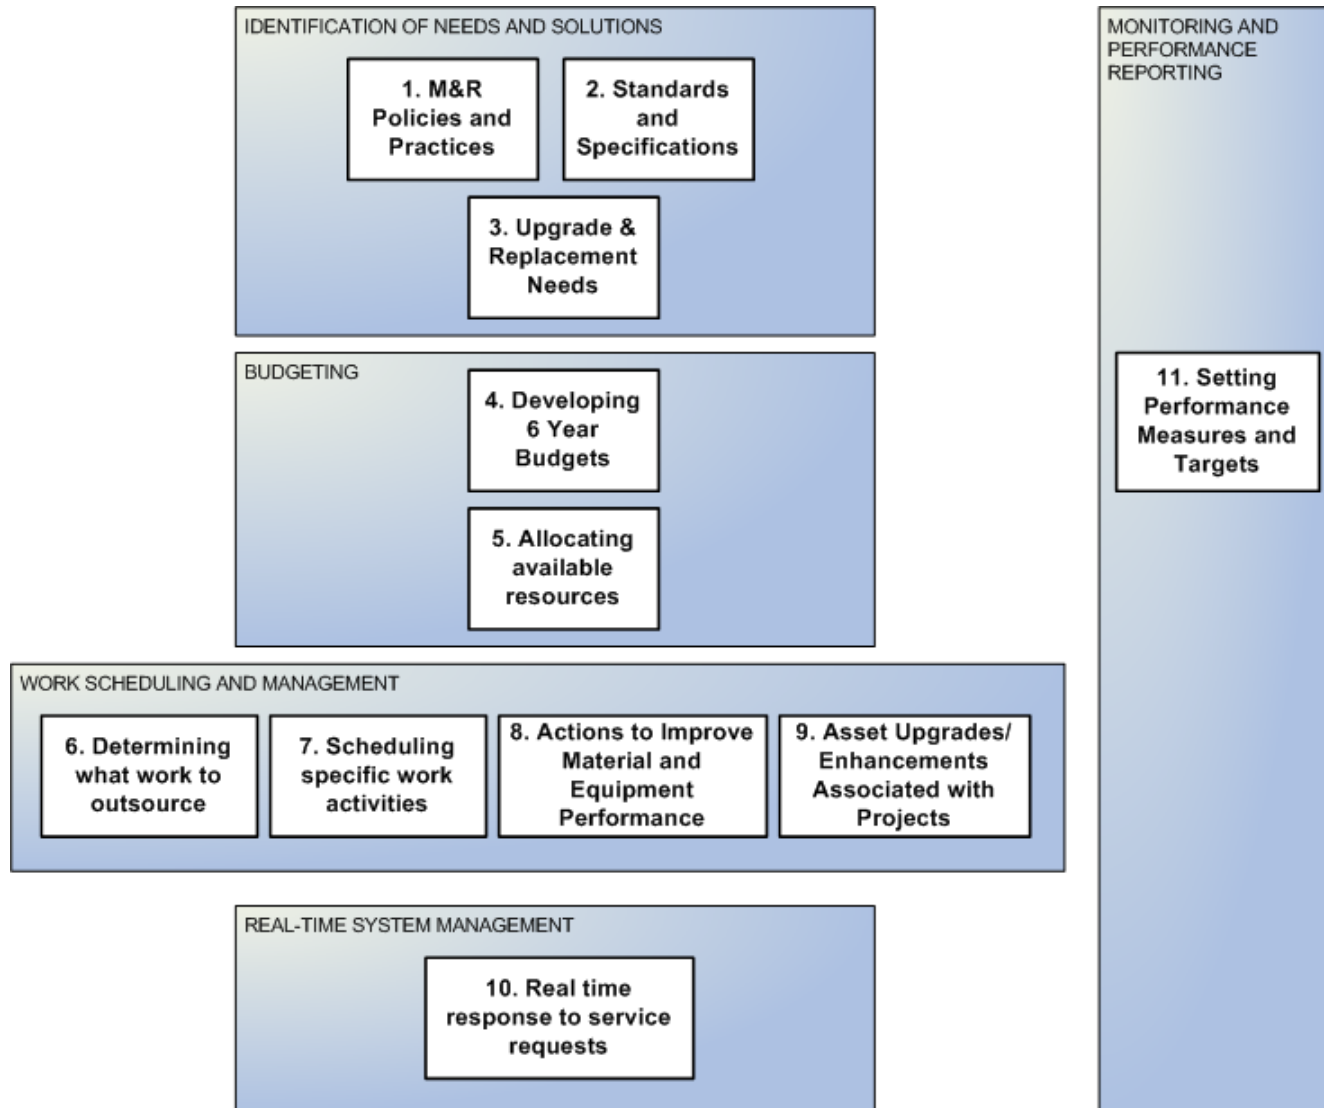 IDENTIFICATION OF NEEDS AND SOLUTIONS
1. M&R
Policies and
Practices
2. Standards
and
Specifications
3. Upgrade &
Replacement
Needs
BUDGETING
4. Developing
6 Year
Budgets
5. Allocating
available
resources
WORK SCHEDULING AND MANAGEMENT
6. Determining
what work to
outsource
7. Scheduling
specific work
activities
8. Actions to Improve
Material and
Equipment
Performance
9. Asset Upgrades/
Enhancements
Associated with
Projects
REAL-TIME SYSTEM MANAGEMENT
10. Real time
response to service
requests
MONITORING AND
PERFORMANCE
REPORTING
11. Setting
Performance
Measures and
Targets